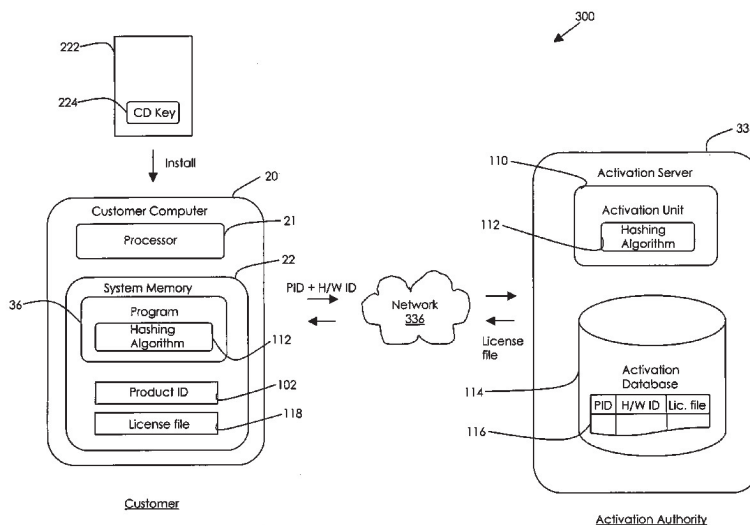 300
222
224
CD Key
Install
20
Customer Computer
21
Processor
22
System Memory
36
Program
Hashing
Algorithm
112
Product ID
102
License file
118
Customer
PID + H/W ID
Network
336
License
file
33
110
Activation Server
Activation Unit
112
Hashing
Algorithm
114
Activation
Database
PID H/W ID Lic. file
116
Activation Authority